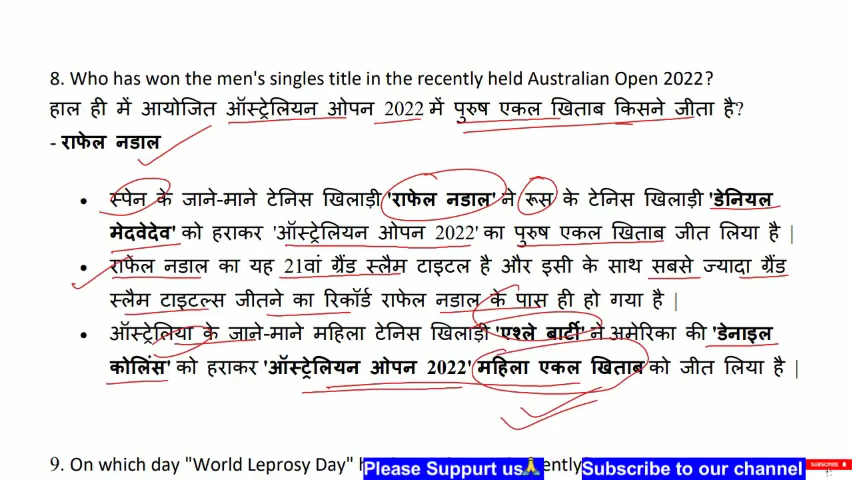 8. Who has won the men's singles title in the recently held Australian Open 2022?
हाल ही में आयोजित ऑस्ट्रेलियन ओपन 2022 में पुरुष एकल खिताब किसने जीता है?
- राफेल नडाल
• स्पेन के जाने-माने टेनिस खिलाड़ी 'राफेल नडाल' ने रूस के टेनिस खिलाड़ी 'डेनियल
मेदवेदेव' को हराकर 'ऑस्ट्रेलियन ओपन 2022' का पुरुष एकल खिताब जीत लिया है |
• राफेल नडाल का यह 21वां ग्रैंड स्लैम टाइटल है और इसी के साथ सबसे ज्यादा ग्रैंड
स्लैम टाइटल्स जीतने का रिकॉर्ड राफेल नडाल के पास ही हो गया है |
• ऑस्ट्रेलिया के जाने-माने महिला टेनिस खिलाड़ी 'एश्ले बार्टी' ने अमेरिका की 'डेनाइल
कोलिंस' को हराकर 'ऑस्ट्रेलियन ओपन 2022' महिला एकल खिताब को जीत लिया है |
9. On which day "World Leprosy Day"
Please Suppurt us🙏 Subscribe to our channel
SUBSCRIBE